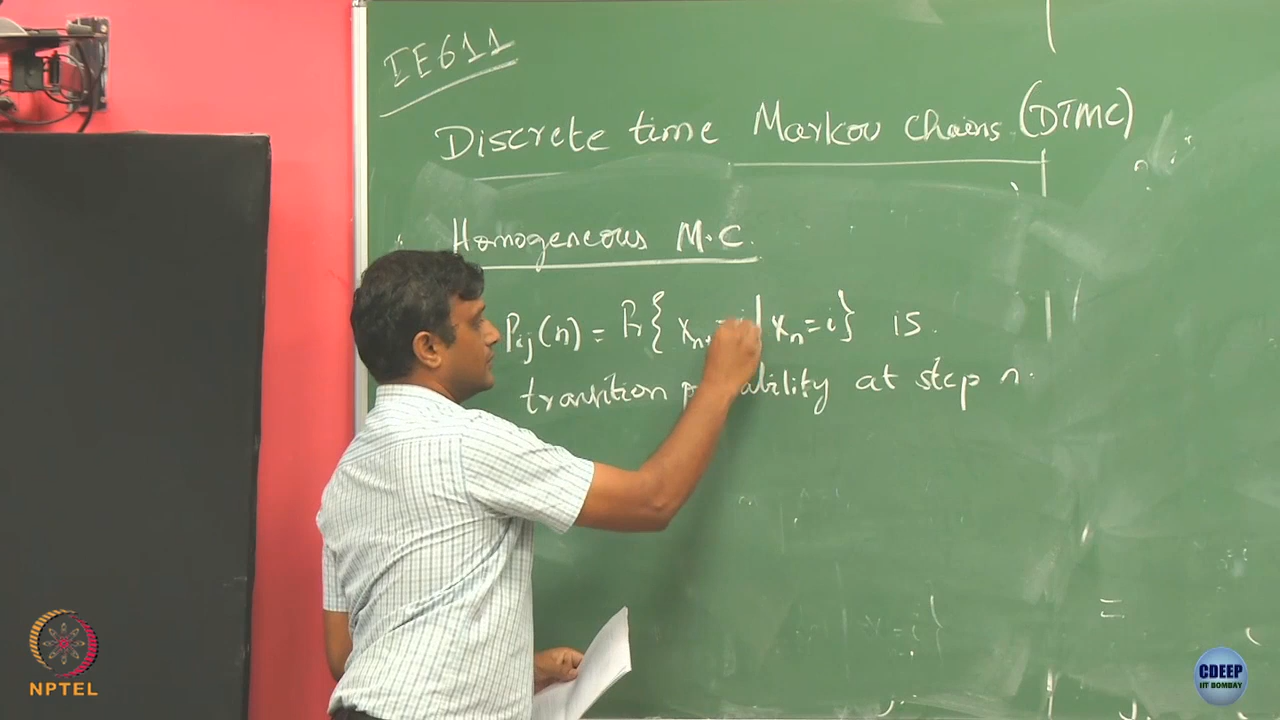 IE611
Discrete time Markov chains (DTMC)
Homogeneous M.C.
Pij(n) = Pr{ Xn+ = j | Xn = i } is
transition probability at step n.
NPTEL
CDEEP
IIT BOMBAY